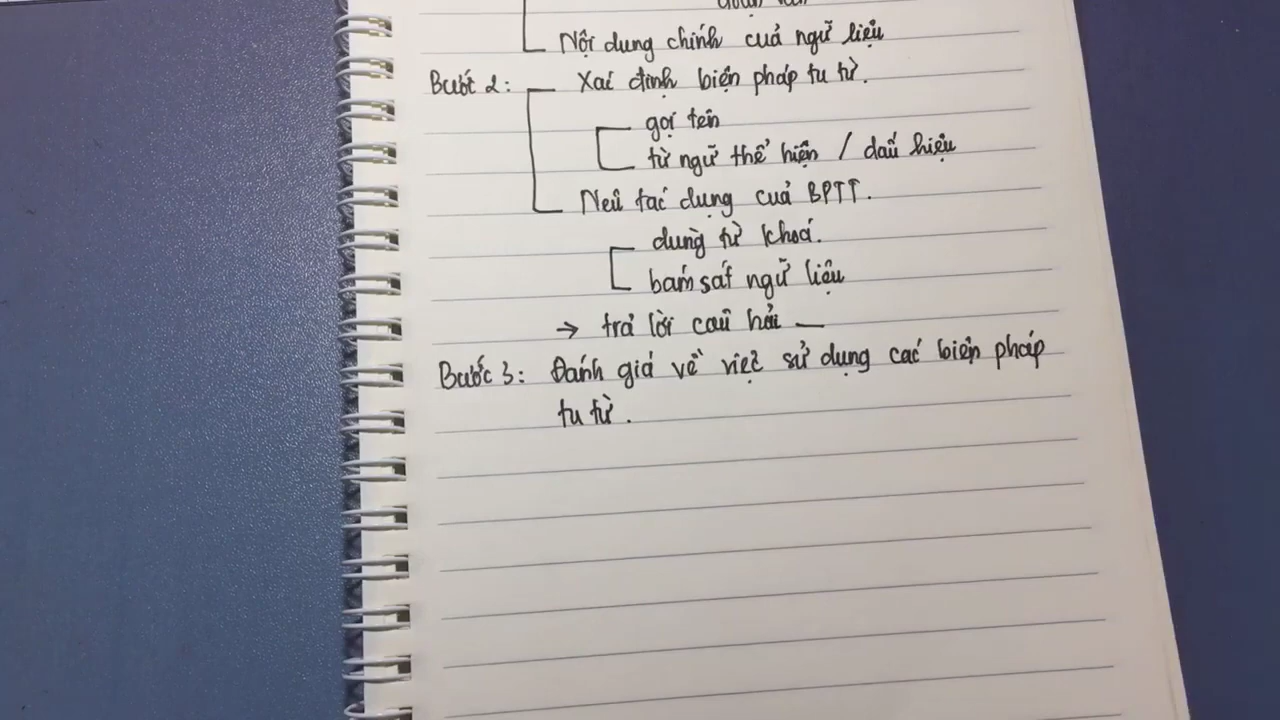 Nội dung chính của ngữ liệu
Bước 2: Xác định biện pháp tu từ.
gọi tên
từ ngữ thể hiện / dấu hiệu
Nêu tác dụng của BPTT.
dùng từ khoá.
bám sát ngữ liệu
→ trả lời câu hỏi —
Bước 3: Đánh giá về việc sử dụng các biện pháp
tu từ.